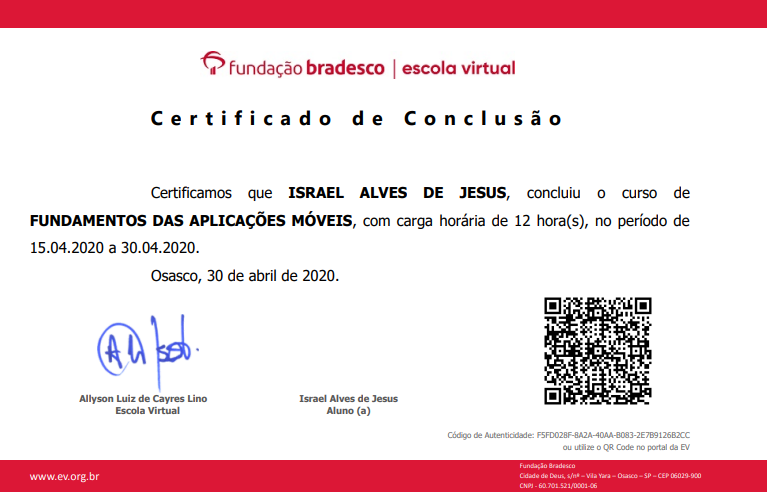 fundação bradesco | escola virtual
Certificado de Conclusão
Certificamos que ISRAEL ALVES DE JESUS, concluiu o curso de
FUNDAMENTOS DAS APLICAÇÕES MÓVEIS, com carga horária de 12 hora(s), no período de
15.04.2020 a 30.04.2020.
Osasco, 30 de abril de 2020.
Allyson Luiz de Cayres Lino
Escola Virtual
Israel Alves de Jesus
Aluno (a)
Código de Autenticidade: F5FD028F-8A2A-40AA-B083-2E7B9126B2CC
ou utilize o QR Code no portal da EV
www.ev.org.br
Fundação Bradesco
Cidade de Deus, s/nº – Vila Yara – Osasco – SP – CEP 06029-900
CNPJ - 60.701.521/0001-06